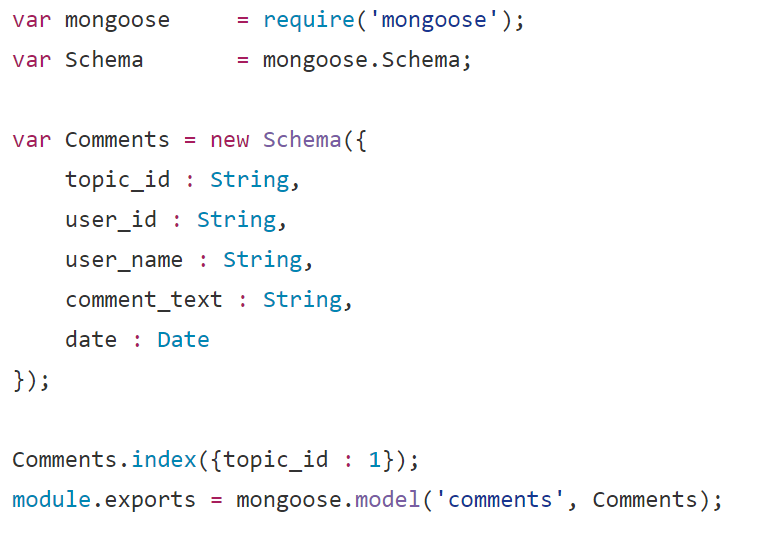 var mongoose     = require('mongoose');
var Schema       = mongoose.Schema;

var Comments = new Schema({
    topic_id : String,
    user_id : String,
    user_name : String,
    comment_text : String,
    date : Date
});

Comments.index({topic_id : 1});
module.exports = mongoose.model('comments', Comments);